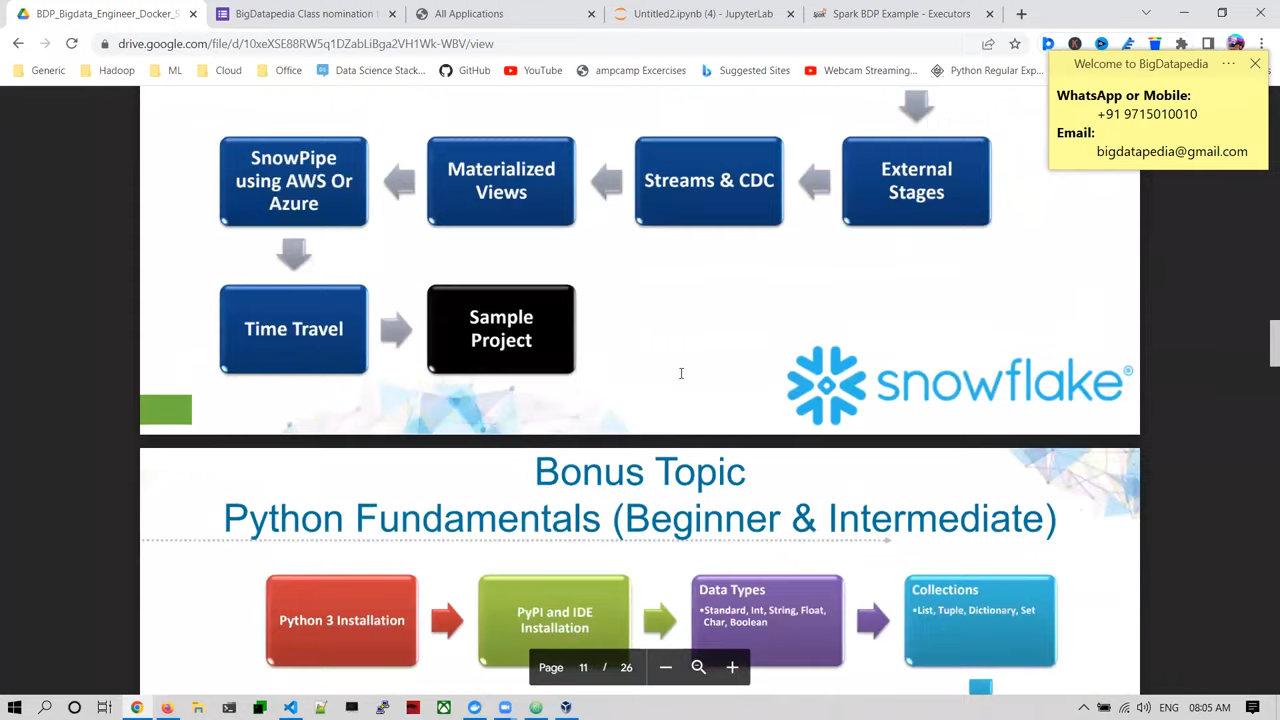 BDP_Bigdata_Engineer_Docker_S
BigDatapedia Class nomination f
All Applications
Untitled2.ipynb (4) - JupyterLab
Spark BDP Example - Executors
drive.google.com/file/d/10xeXSE88RW5q1DZabLiBga2VH1Wk-WPV/view
Generic
Hadoop
ML
Cloud
Office
Data Science Stack...
GitHub
YouTube
ampcamp Excercises
Suggested Sites
Webcam Streaming...
Python Regular Exp...
Welcome to BigDatapedia
WhatsApp or Mobile:
+91 9715010010
Email:
bigdatapedia@gmail.com
SnowPipe
using AWS Or
Azure
Materialized
Views
Streams & CDC
External
Stages
Time Travel
Sample
Project
snowflake®
Bonus Topic
Python Fundamentals (Beginner & Intermediate)
Python 3 Installation
PyPI and IDE
Installation
Data Types
•Standard, Int, String, Float,
Char, Boolean
Collections
•List, Tuple, Dictionary, Set
Page 11 / 26
ENG
08:05 AM